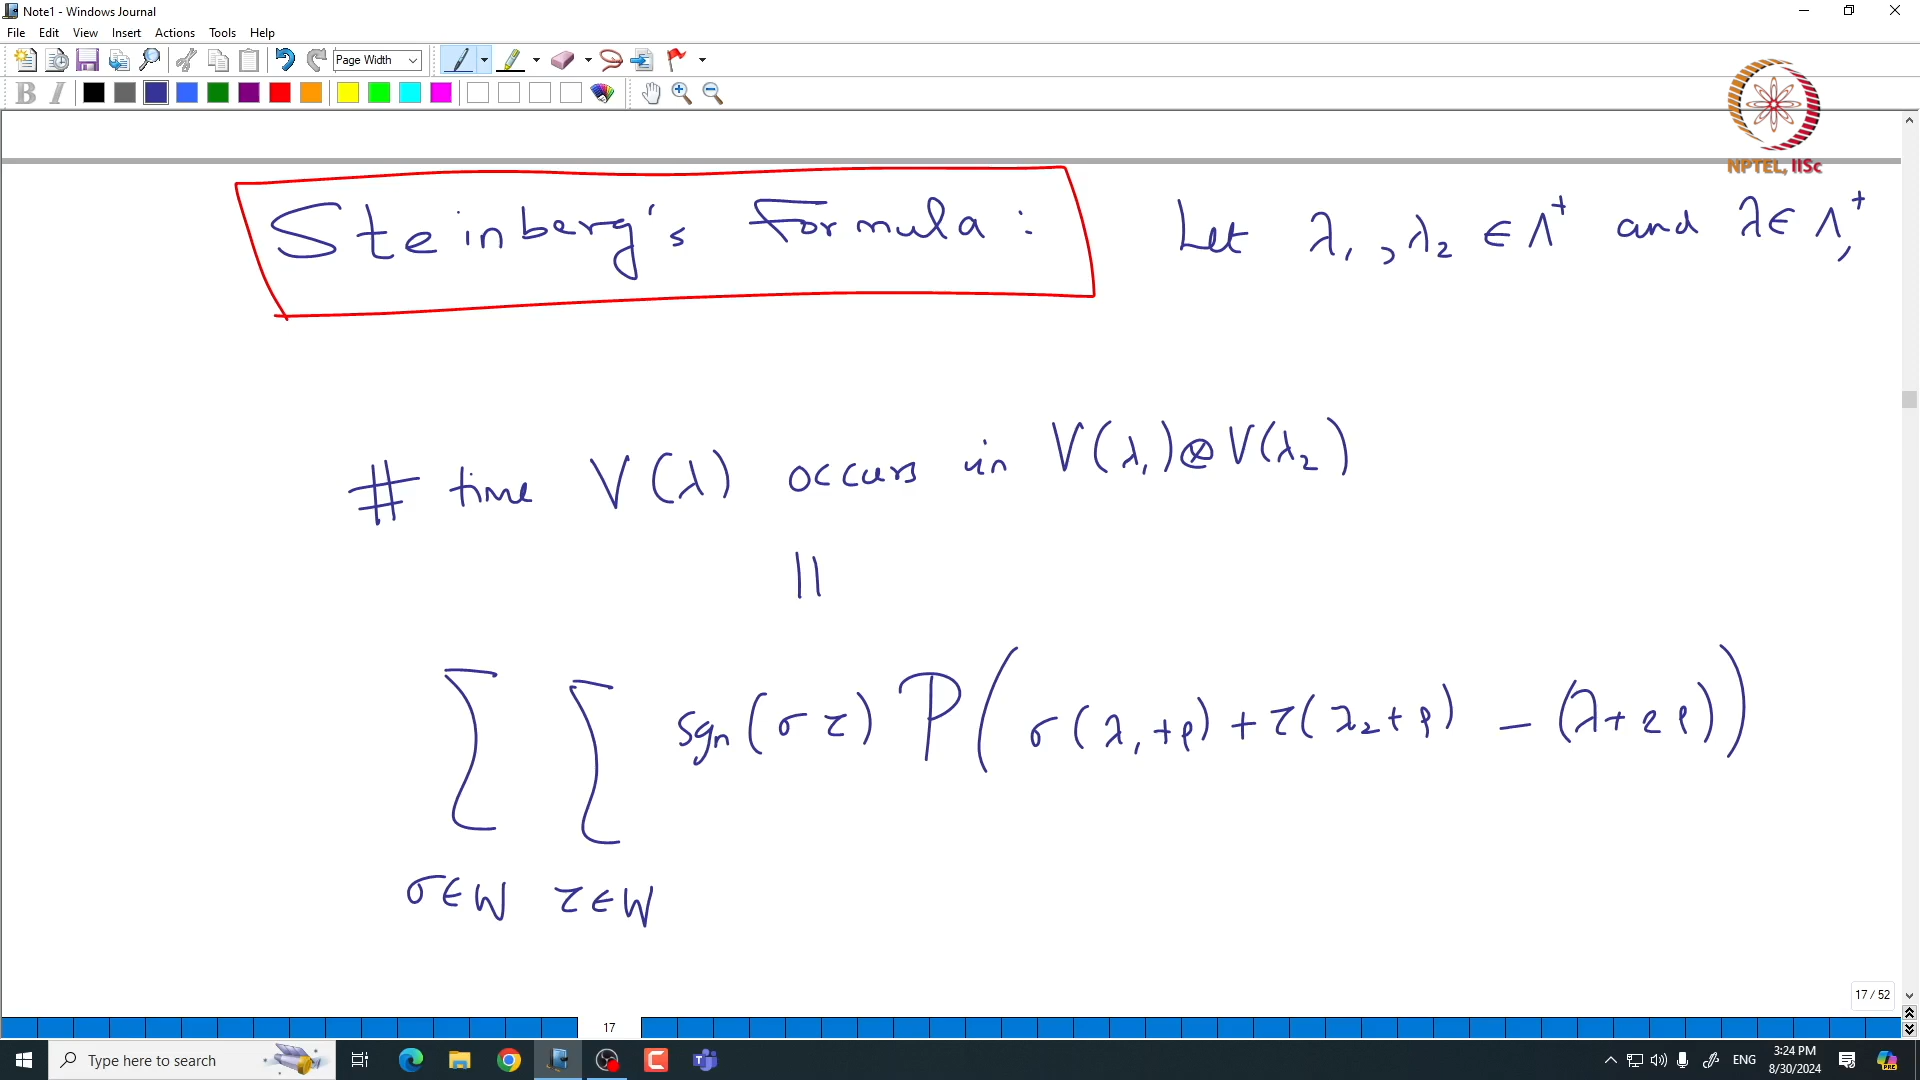 Note1 - Windows Journal
File Edit View Insert Actions Tools Help
Page Width
B I
NPTEL, IISc
Steinberg's Formula : Let λ₁, λ₂ ∈ Λ⁺ and λ ∈ Λ⁺,
# time V(λ) occurs in V(λ₁)⊗V(λ₂)
||
∑ ∑ sgn(στ) P(σ(λ₁+ρ) + τ(λ₂+ρ) − (λ+2ρ))
σ∈W τ∈W
17 / 52
17
Type here to search
ENG
3:24 PM
8/30/2024